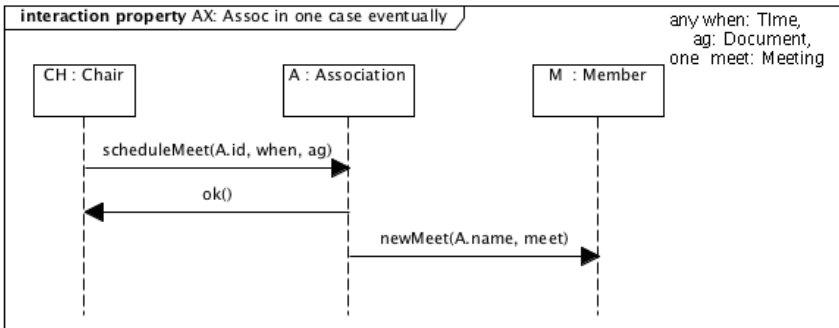 interaction property AX: Assoc in one case eventually
any when: TIme,
ag: Document,
one meet: Meeting
CH : Chair
A : Association
M : Member
scheduleMeet(A.id, when, ag)
ok()
newMeet(A.name, meet)